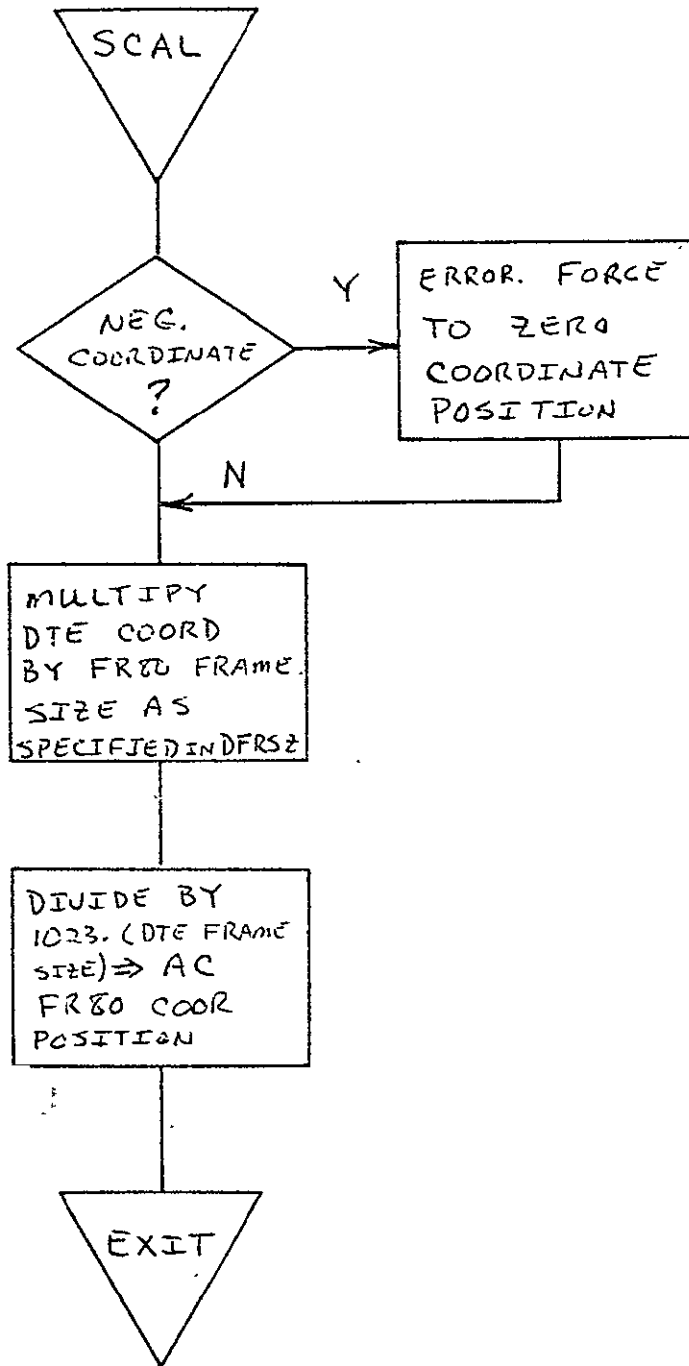 SCAL
NEG.
COORDINATE
?
Y
ERROR. FORCE
TO ZERO
COORDINATE
POSITION
N
MULTIPY
DTE COORD
BY FR80 FRAME
SIZE AS
SPECIFIED IN DFRSZ
DIVIDE BY
1023. (DTE FRAME
SIZE) ⇒ AC
FR80 COOR
POSITION
EXIT